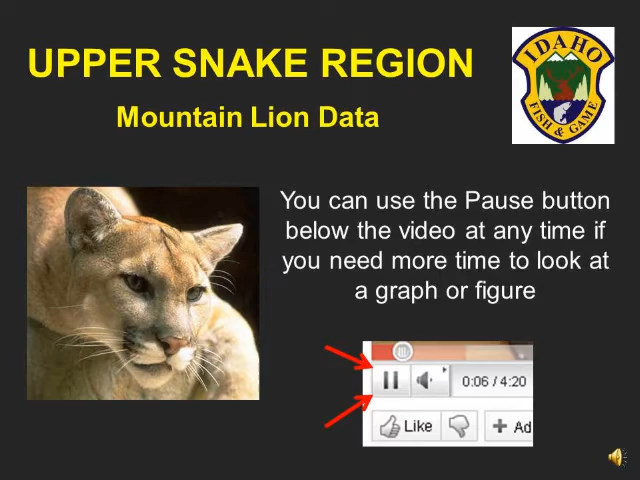 UPPER SNAKE REGION
Mountain Lion Data
IDAHO
FISH & GAME
You can use the Pause button
below the video at any time if
you need more time to look at
a graph or figure
0:06 / 4:20
Like
Ad